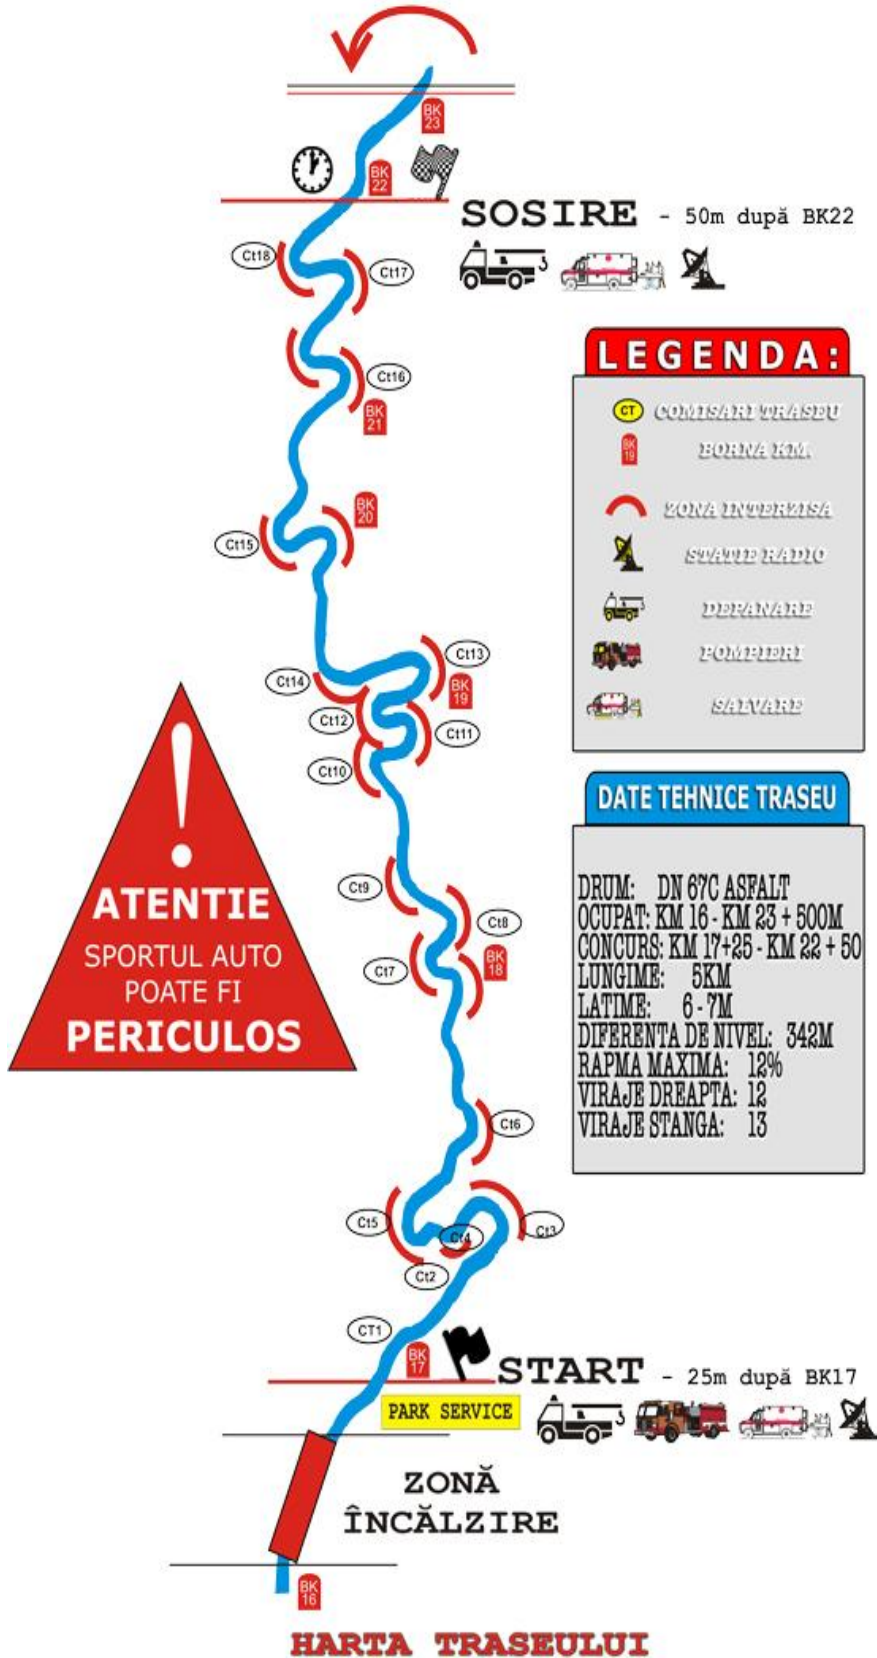 BK
23
BK
22
SOSIRE - 50m după BK22
Ct18
Ct17
Ct16
BK
21
BK
20
Ct15
Ct13
Ct14
BK
19
Ct12
Ct11
Ct10
Ct9
Ct8
Ct7
BK
18
Ct6
Ct5
Ct4
Ct3
Ct2
CT1
BK
17
START - 25m după BK17
PARK SERVICE
ZONĂ
ÎNCĂLZIRE
BK
16
HARTA TRASEULUI
ATENTIE
SPORTUL AUTO
POATE FI
PERICULOS
LEGENDA:
CT COMISARI TRASEU
BK
19
BORNA KM.
ZONA INTERZISA
STATIE RADIO
DEPANARE
POMPIERI
SALVARE
DATE TEHNICE TRASEU
DRUM: DN 67C ASFALT
OCUPAT: KM 16 - KM 23 + 500M
CONCURS: KM 17+25 - KM 22 + 50
LUNGIME: 5KM
LATIME: 6 - 7M
DIFERENTA DE NIVEL: 342M
RAPMA MAXIMA: 12%
VIRAJE DREAPTA: 12
VIRAJE STANGA: 13